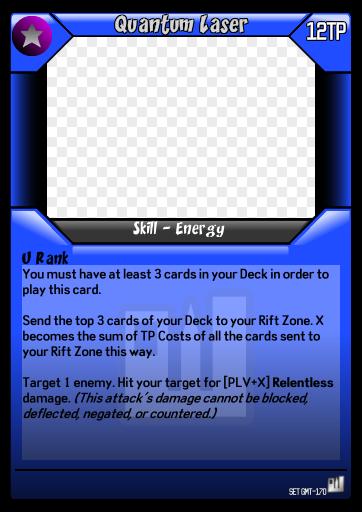 Quantum Laser
12TP
Skill - Energy
U Rank
You must have at least 3 cards in your Deck in order to
play this card.
Send the top 3 cards of your Deck to your Rift Zone. X
becomes the sum of TP Costs of all the cards sent to
your Rift Zone this way.
Target 1 enemy. Hit your target for [PLV+X] Relentless
damage. (This attack's damage cannot be blocked,
deflected, negated, or countered.)
SET GMT-170